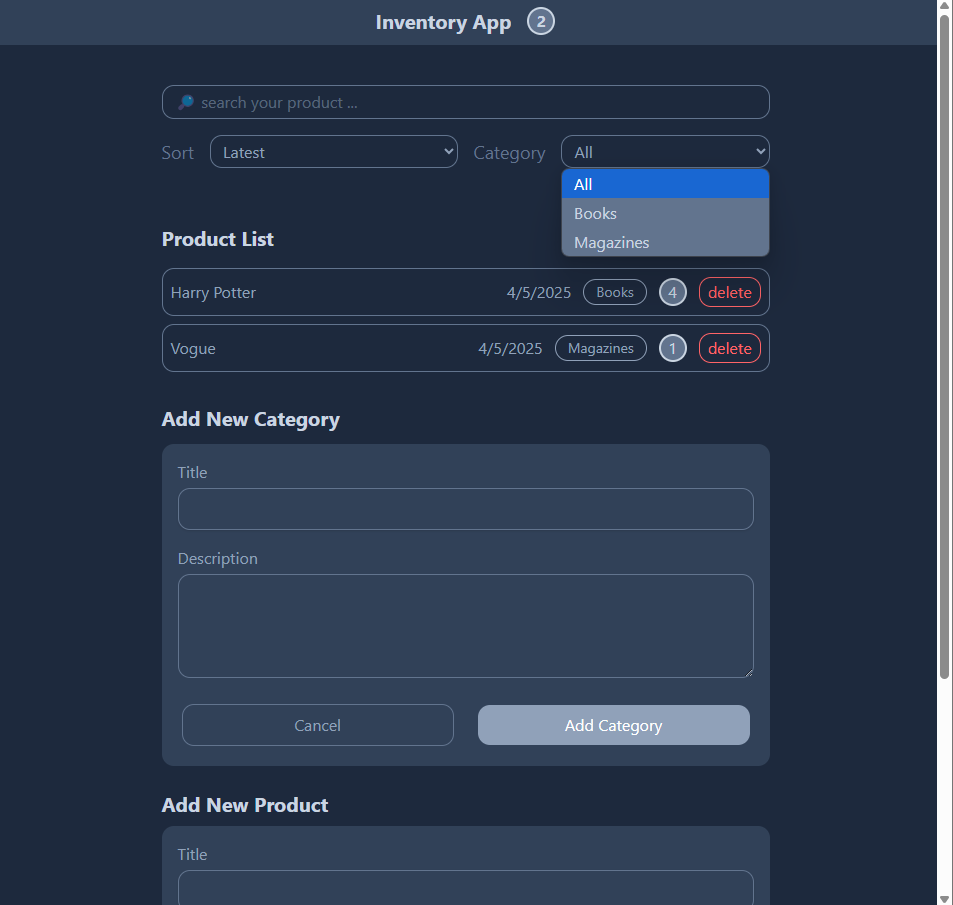 Inventory App 2
search your product ...
Sort Latest Category All
All
Books
Magazines
Product List
Harry Potter 4/5/2025 Books 4 delete
Vogue 4/5/2025 Magazines 1 delete
Add New Category
Title
Description
Cancel Add Category
Add New Product
Title